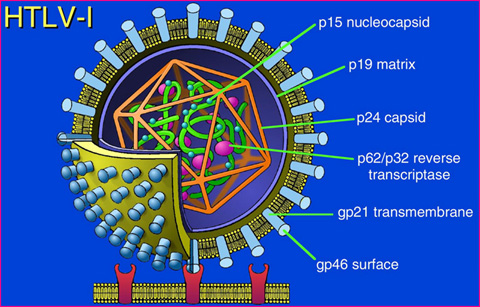 HTLV-I
p15 nucleocapsid
p19 matrix
p24 capsid
p62/p32 reverse
transcriptase
gp21 transmembrane
gp46 surface